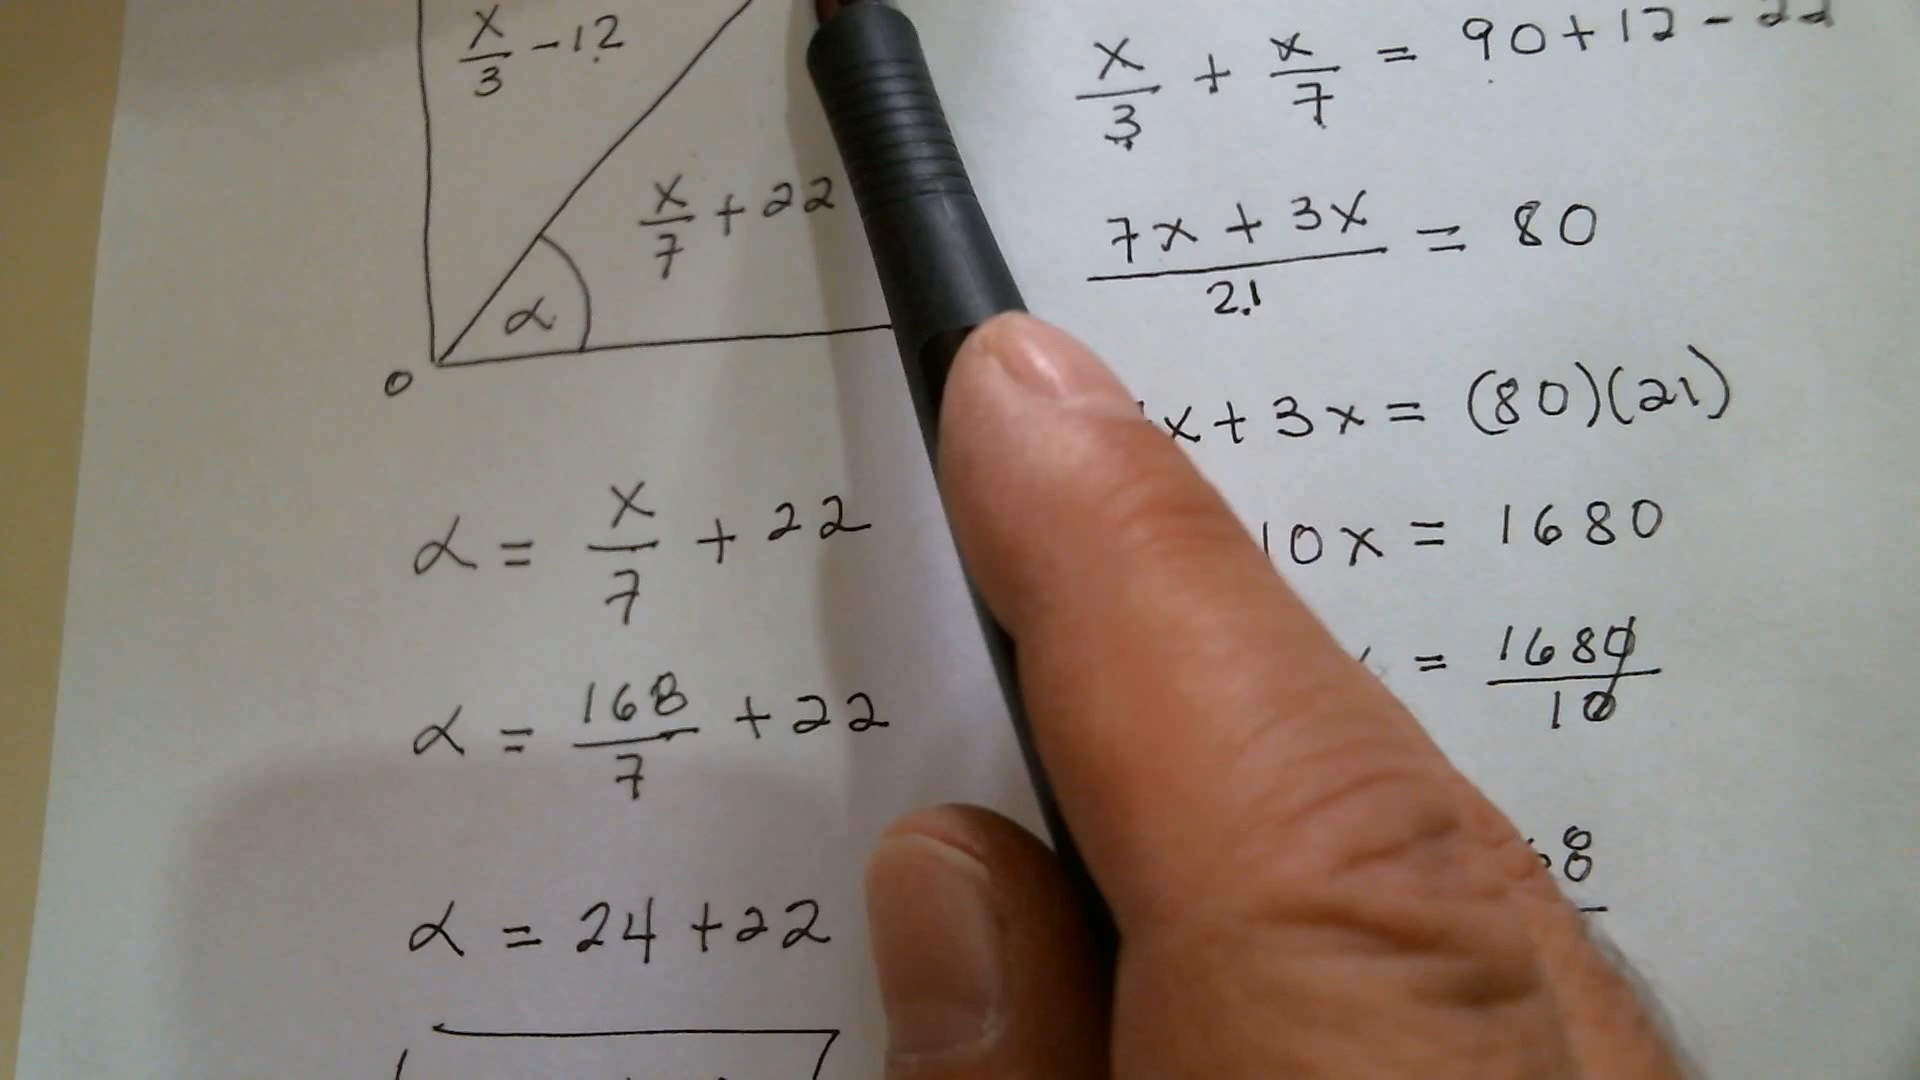 x/3 - 12
x/7 + 22
α
0
α = x/7 + 22
α = 168/7 + 22
α = 24 + 22
x/3 + x/7 = 90 + 12 - 22
7x + 3x / 21 = 80
x + 3x = (80)(21)
10x = 1680
= 1680/10
8